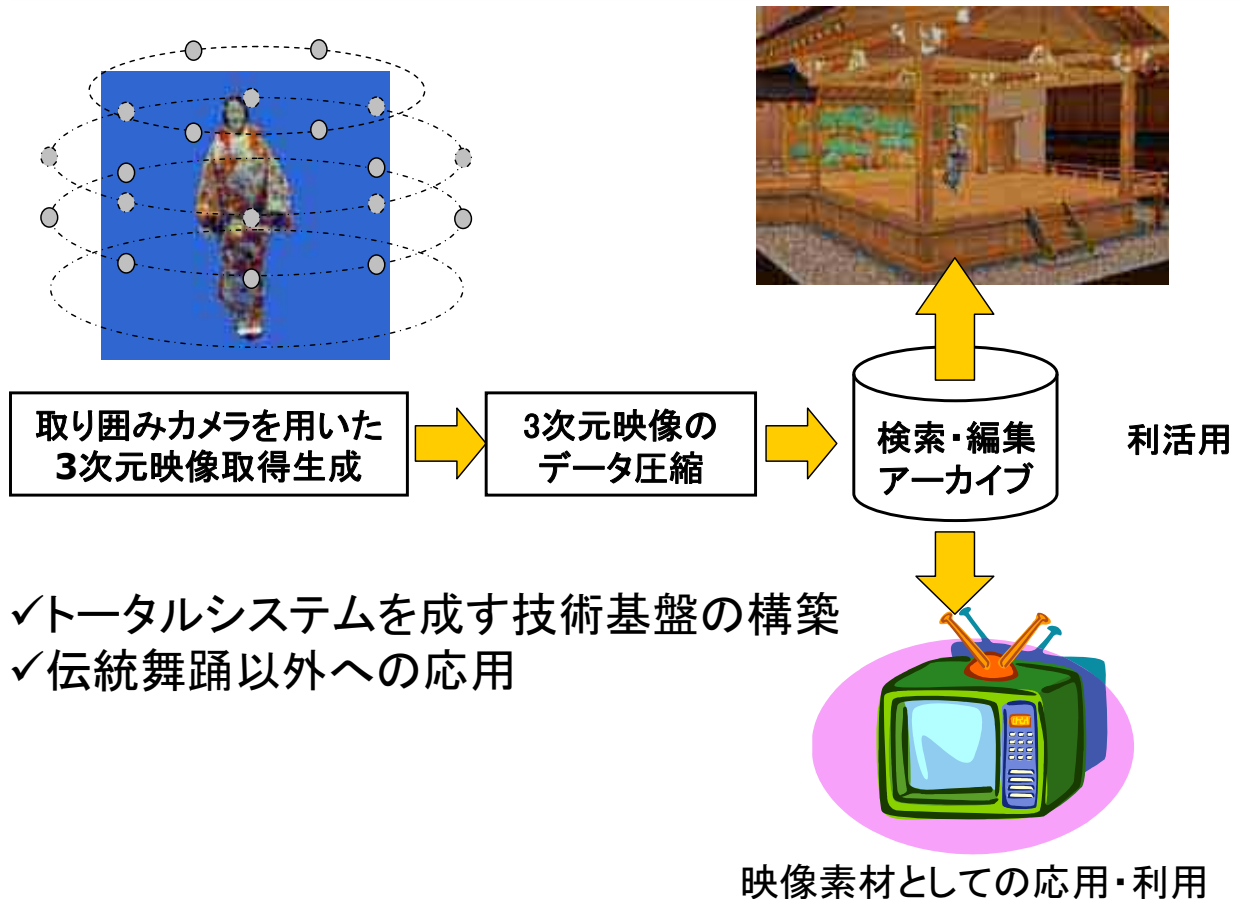 取り囲みカメラを用いた
3次元映像取得生成
3次元映像の
データ圧縮
検索・編集
アーカイブ
利活用
✓トータルシステムを成す技術基盤の構築
✓伝統舞踊以外への応用
映像素材としての応用・利用